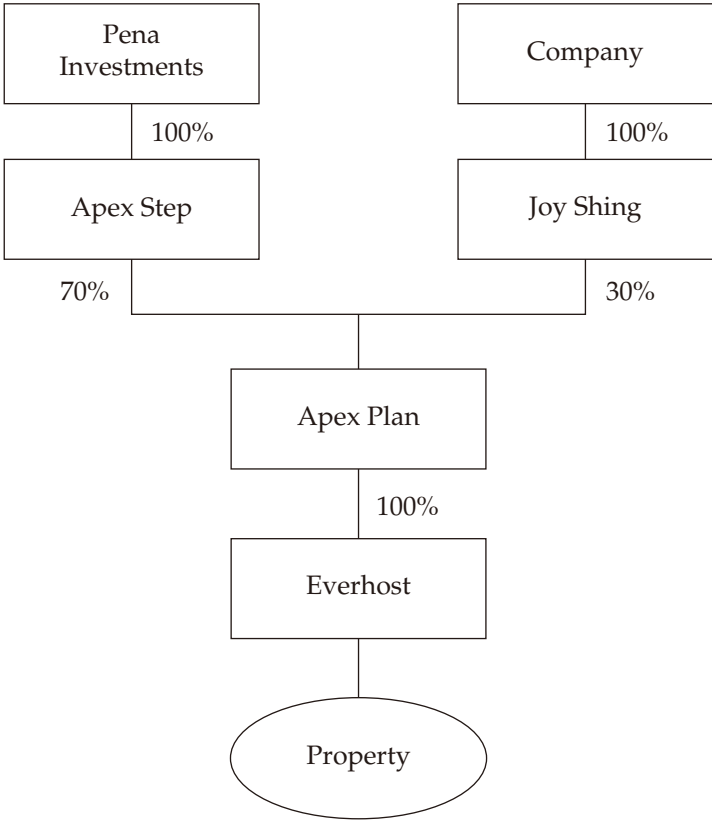 Pena
Investments
Company
100%
100%
Apex Step
Joy Shing
70%
30%
Apex Plan
100%
Everhost
Property